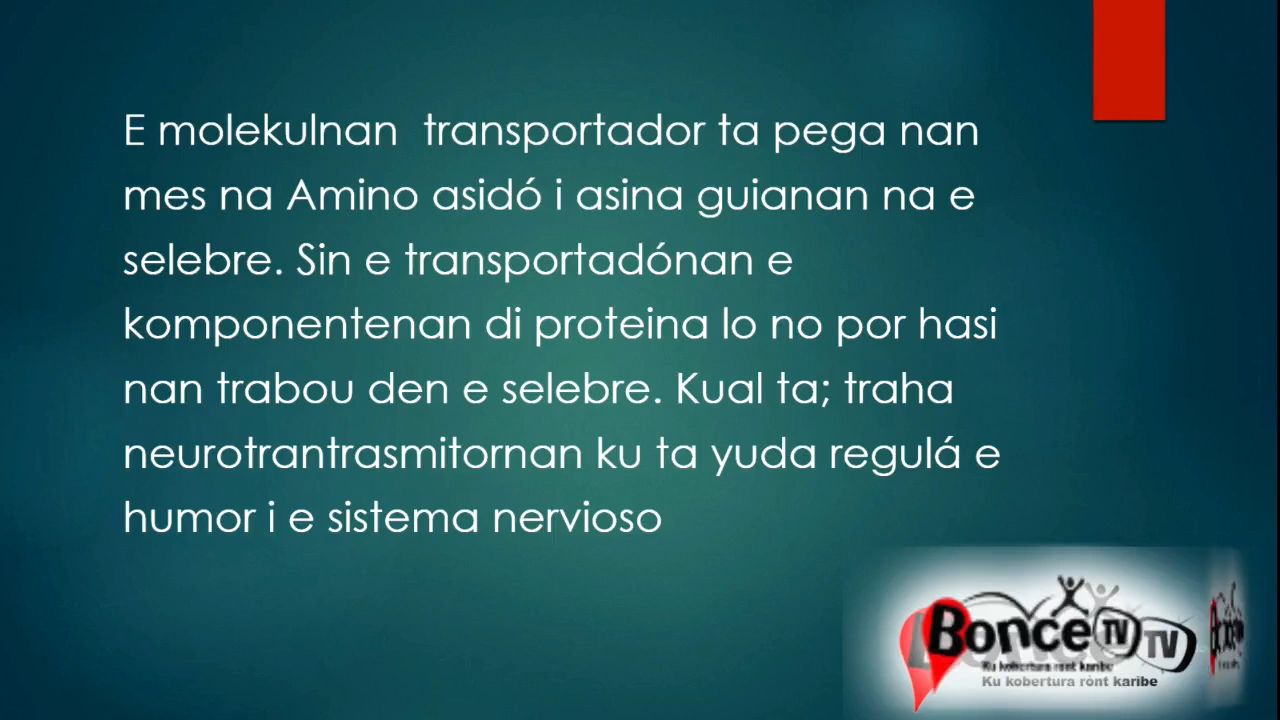 E molekulnan transportador ta pega nan
mes na Amino asidó i asina guianan na e
selebre. Sin e transportadónan e
komponentenan di proteina lo no por hasi
nan trabou den e selebre. Kual ta; traha
neurotrantrasmitornan ku ta yuda regulá e
humor i e sistema nervioso
Bonce TV TV
Ku kobertura rònt karibe
Ku kobertura rònt karibe